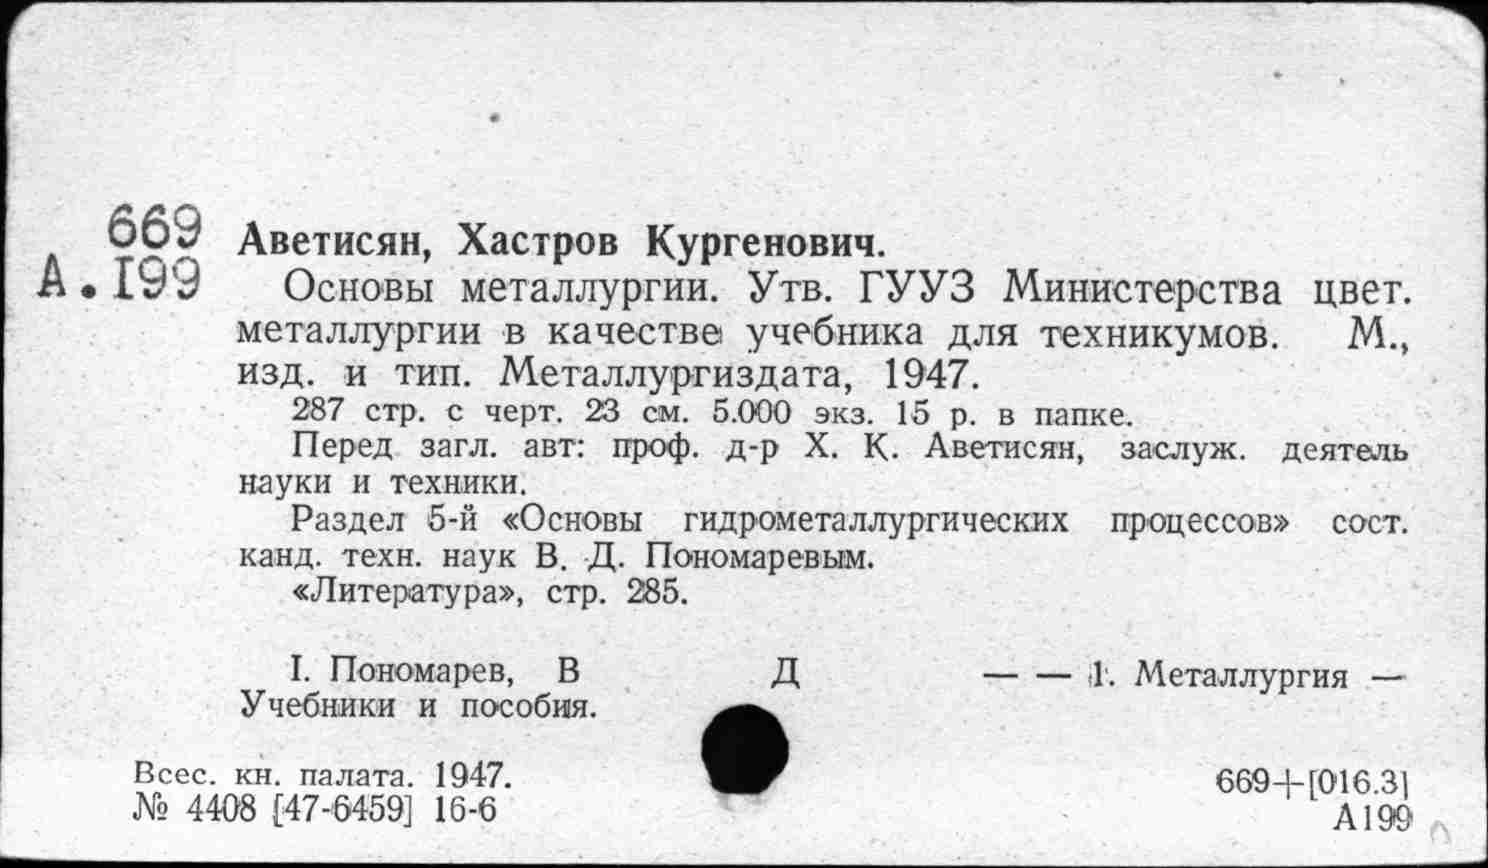 669
А.I99
Аветисян, Хастров Кургенович.
Основы металлургии. Утв. ГУУЗ Министерства цвет.
металлургии в качестве учебника для техникумов. М.,
изд. и тип. Металлургиздата, 1947.
287 стр. с черт. 23 см. 5.000 экз. 15 р. в папке.
Перед загл. авт: проф. д-р Х. К. Аветисян, заслуж. деятель
науки и техники.
Раздел 5-й «Основы гидрометаллургических процессов» сост.
канд. техн. наук В. Д. Пономаревым.
«Литература», стр. 285.
I. Пономарев, В Д — — 1. Металлургия —
Учебники и пособия.
Всес. кн. палата. 1947.
№ 4408 [47-6459] 16-6
669+[016.3]
А199